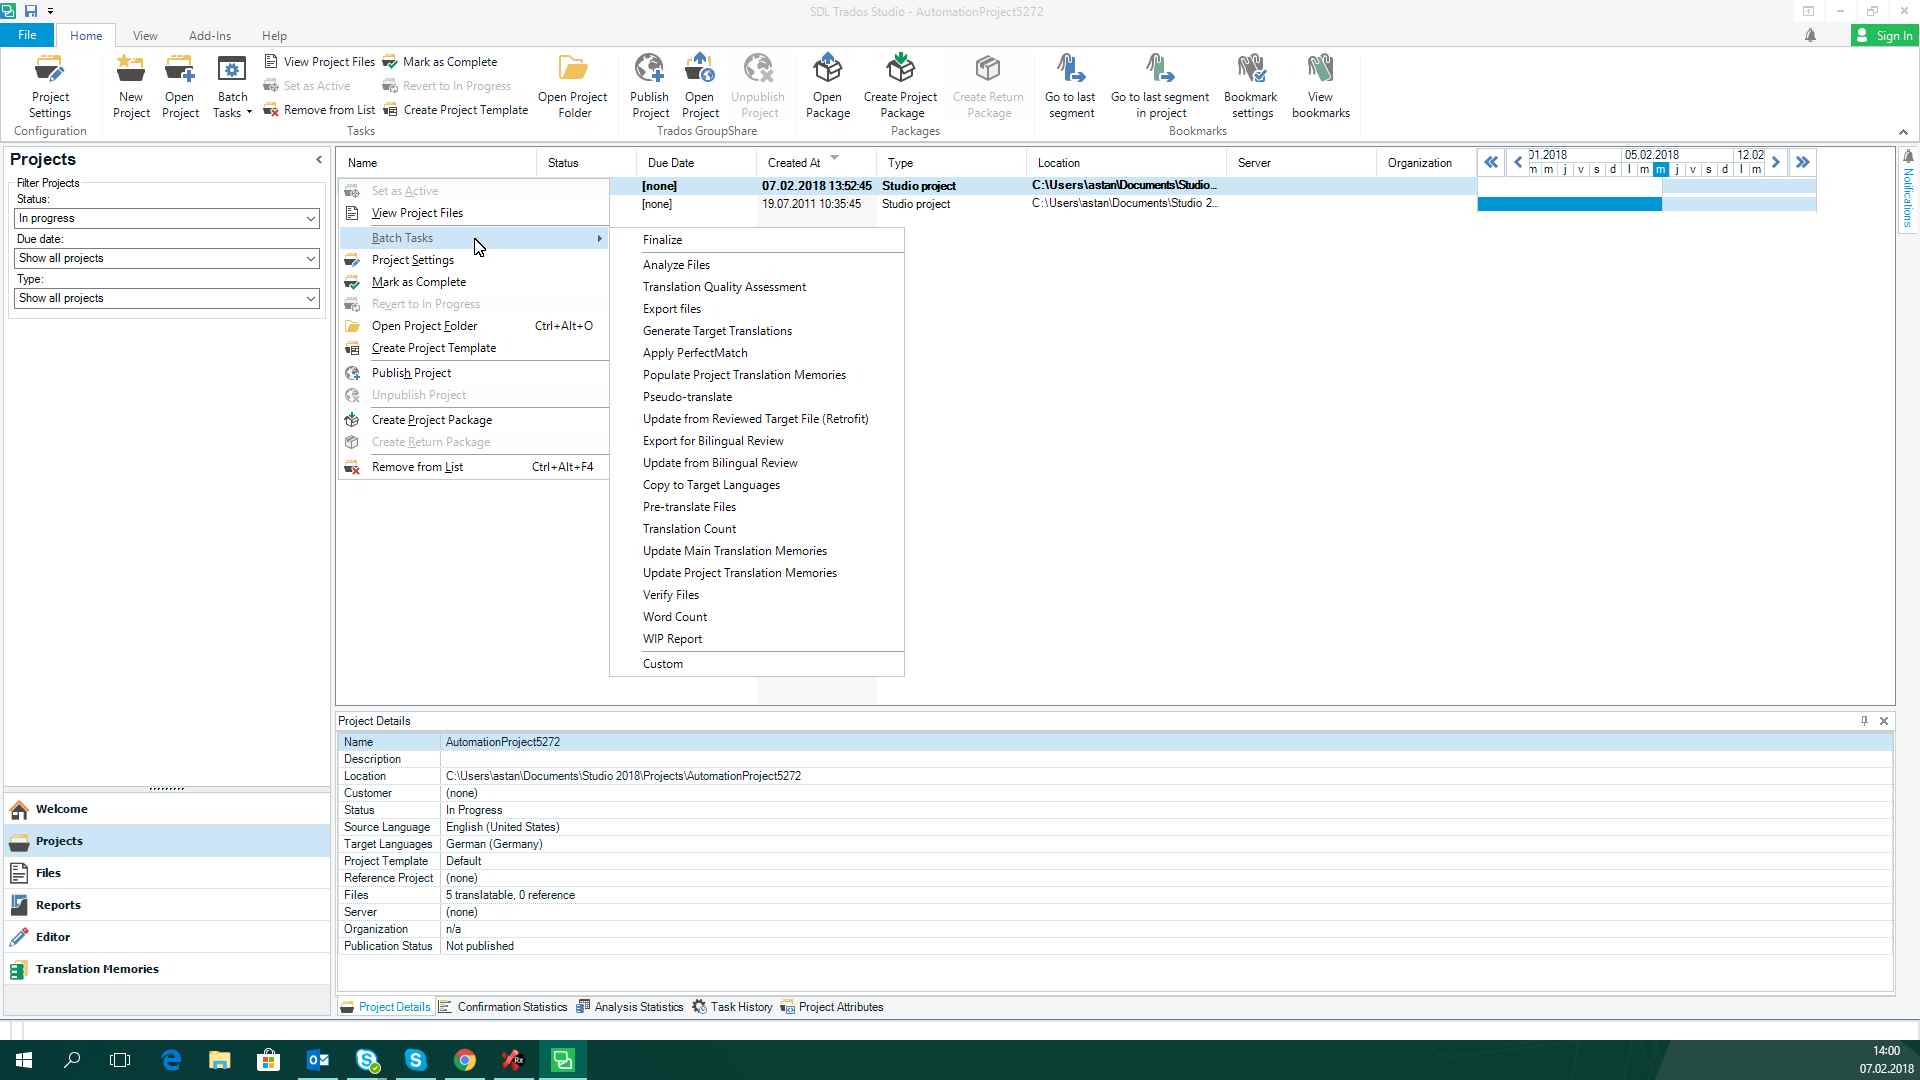 SDL Trados Studio - AutomationProject5272
File
Home
View
Add-Ins
Help
Sign In
Project Settings
Configuration
New Project
Open Project
Batch Tasks
View Project Files
Set as Active
Remove from List
Mark as Complete
Revert to In Progress
Create Project Template
Open Project Folder
Tasks
Publish Project
Open Project
Unpublish Project
Trados GroupShare
Open Package
Create Project Package
Create Return Package
Packages
Go to last segment
Go to last segment in project
Bookmark settings
View bookmarks
Bookmarks
Projects
Filter Projects
Status:
In progress
Due date:
Show all projects
Type:
Show all projects
Name
Status
Due Date
Created At
Type
Location
Server
Organization
01.2018
05.02.2018
12.02
m m j v s d l m m j v s d l m
[none] 07.02.2018 13:52:45 Studio project C:\Users\astan\Documents\Studio...
[none] 19.07.2011 10:35:45 Studio project C:\Users\astan\Documents\Studio 2...
Notifications
Set as Active
View Project Files
Batch Tasks
Project Settings
Mark as Complete
Revert to In Progress
Open Project Folder Ctrl+Alt+O
Create Project Template
Publish Project
Unpublish Project
Create Project Package
Create Return Package
Remove from List Ctrl+Alt+F4
Finalize
Analyze Files
Translation Quality Assessment
Export files
Generate Target Translations
Apply PerfectMatch
Populate Project Translation Memories
Pseudo-translate
Update from Reviewed Target File (Retrofit)
Export for Bilingual Review
Update from Bilingual Review
Copy to Target Languages
Pre-translate Files
Translation Count
Update Main Translation Memories
Update Project Translation Memories
Verify Files
Word Count
WIP Report
Custom
Project Details
Name AutomationProject5272
Description
Location C:\Users\astan\Documents\Studio 2018\Projects\AutomationProject5272
Customer (none)
Status In Progress
Source Language English (United States)
Target Languages German (Germany)
Project Template Default
Reference Project (none)
Files 5 translatable, 0 reference
Server (none)
Organization n/a
Publication Status Not published
Welcome
Projects
Files
Reports
Editor
Translation Memories
Project Details
Confirmation Statistics
Analysis Statistics
Task History
Project Attributes
14:00
07.02.2018